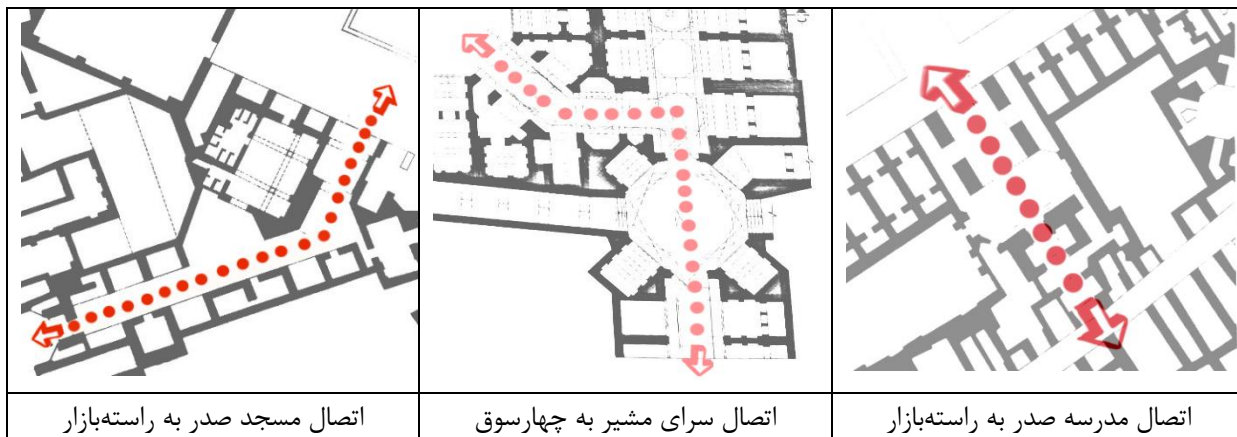 اتصال مدرسه صدر به راسته‌بازار
اتصال سرای مشیر به چهارسوق
اتصال مسجد صدر به راسته‌بازار